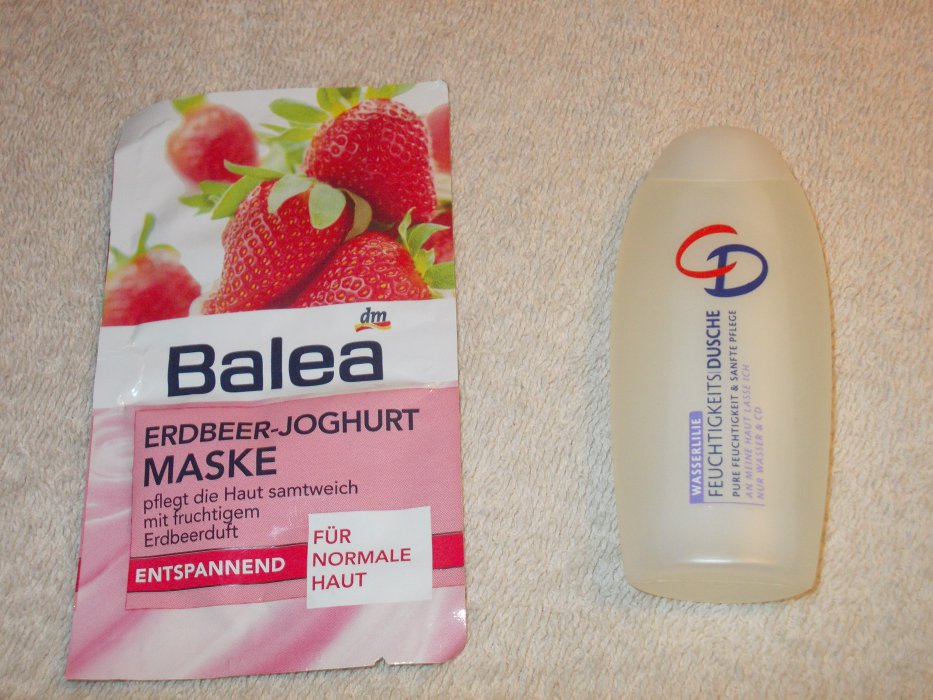 dm
Balea
ERDBEER-JOGHURT
MASKE
pflegt die Haut samtweich
mit fruchtigem
Erdbeerduft
ENTSPANNEND
FÜR
NORMALE
HAUT
CD
WASSERLILIE
FEUCHTIGKEITSDUSCHE
PURE FEUCHTIGKEIT & SANFTE PFLEGE
AN MEINE HAUT LASSE ICH
NUR WASSER & CD